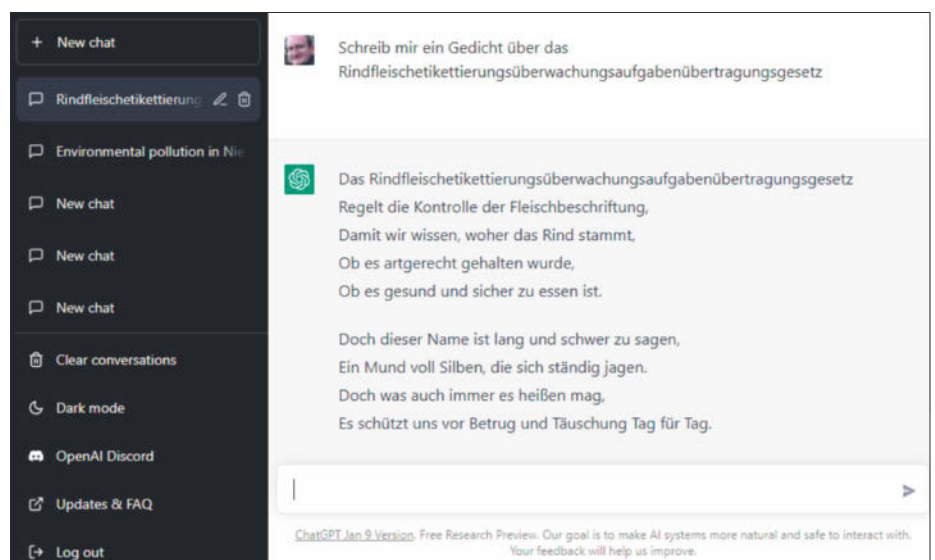 + New chat
Rindfleischetikettierung
Environmental pollution in Nie
New chat
New chat
New chat
Clear conversations
Dark mode
OpenAI Discord
Updates & FAQ
Log out
Schreib mir ein Gedicht über das
Rindfleischetikettierungsüberwachungsaufgabenübertragungsgesetz
Das Rindfleischetikettierungsüberwachungsaufgabenübertragungsgesetz
Regelt die Kontrolle der Fleischbeschriftung,
Damit wir wissen, woher das Rind stammt,
Ob es artgerecht gehalten wurde,
Ob es gesund und sicher zu essen ist.
Doch dieser Name ist lang und schwer zu sagen,
Ein Mund voll Silben, die sich ständig jagen.
Doch was auch immer es heißen mag,
Es schützt uns vor Betrug und Täuschung Tag für Tag.
ChatGPT Jan 9 Version. Free Research Preview. Our goal is to make AI systems more natural and safe to interact with.
Your feedback will help us improve.